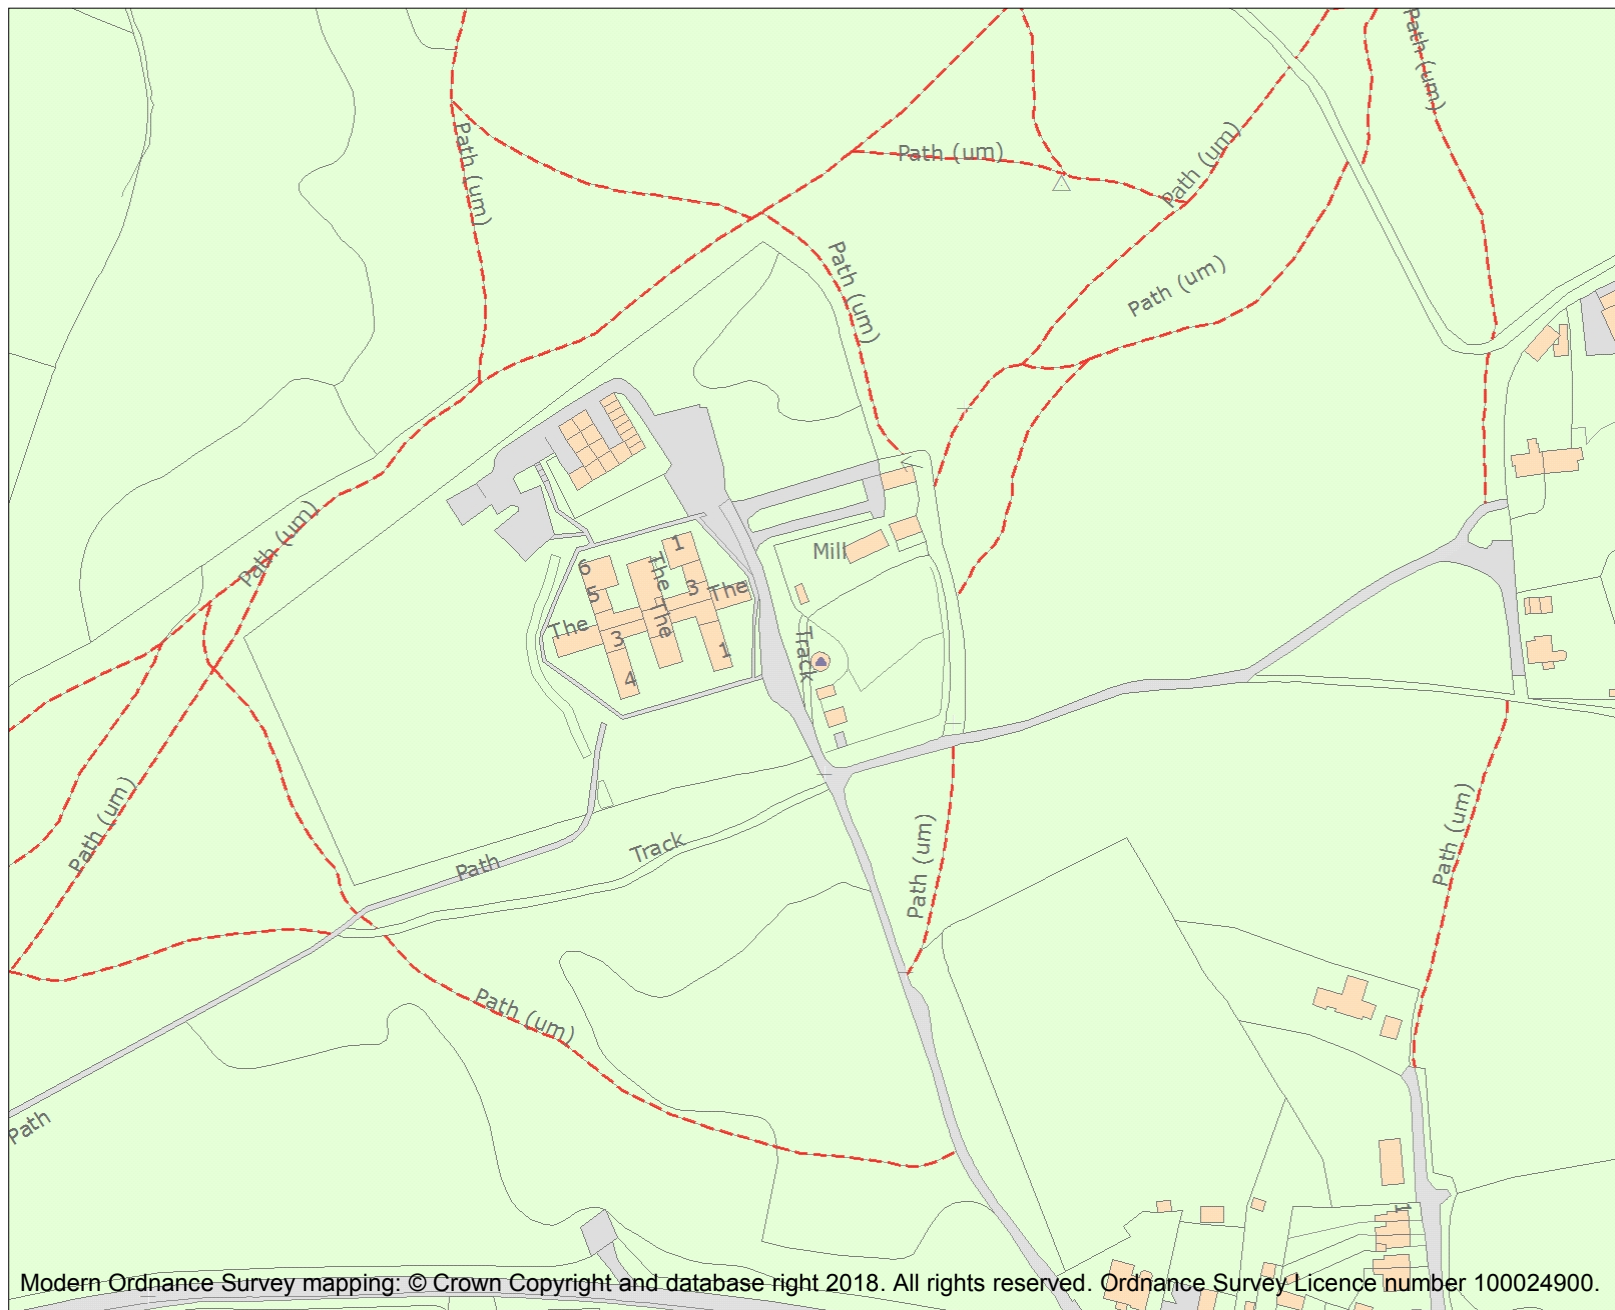 Path (um)
Path (um)
Path (um)
Path (um)
Path (um)
Path (um)
Path (um)
Mill
1
6
The
3
The
5
The
The
3
1
4
Track
Path (um)
Path (um)
Path (um)
Track
Path
Path (um)
Path
1
Modern Ordnance Survey mapping: © Crown Copyright and database right 2018. All rights reserved. Ordnance Survey Licence number 100024900.